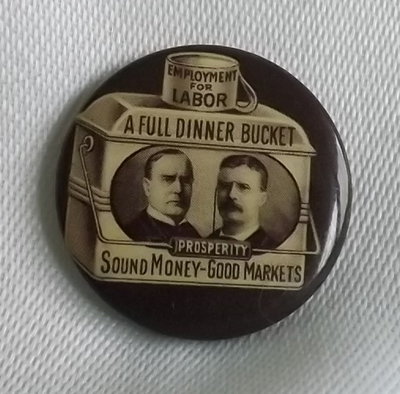 EMPLOYMENT
FOR
LABOR
A FULL DINNER BUCKET
PROSPERITY
SOUND MONEY-GOOD MARKETS